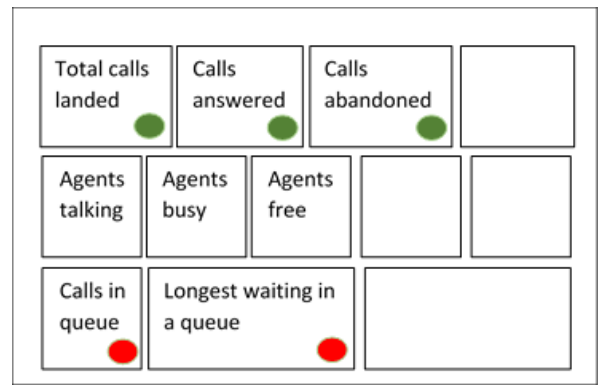 Total calls
landed
Calls
answered
Calls
abandoned
Agents
talking
Agents
busy
Agents
free
Calls in
queue
Longest waiting in
a queue